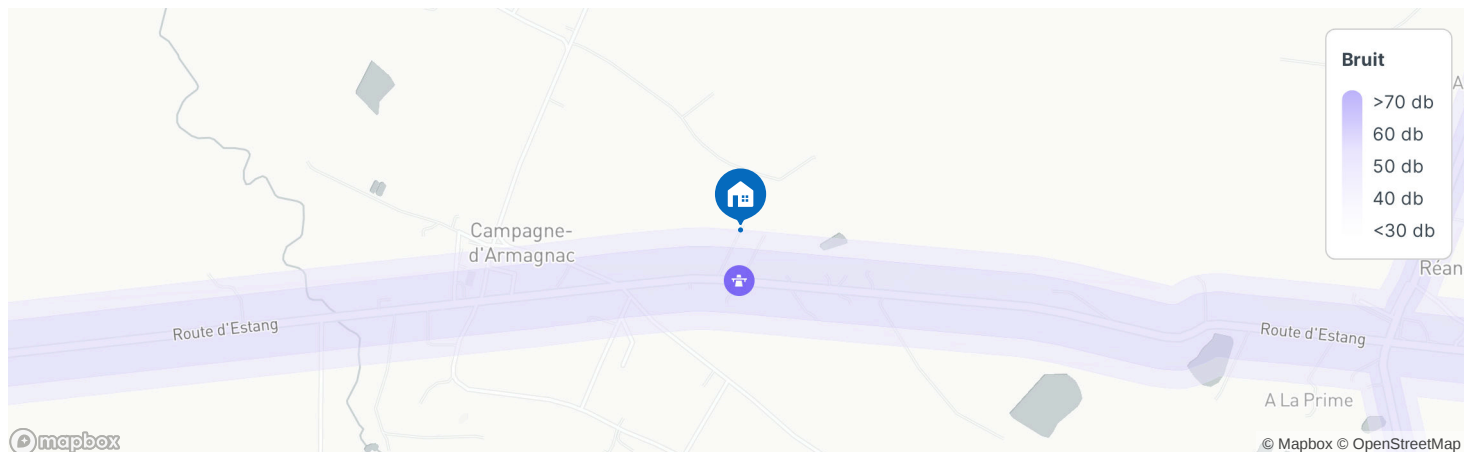 Bruit
>70 db
60 db
50 db
40 db
<30 db
A
Campagne-
d'Armagnac
Réan
Route d'Estang
Route d'Estang
A La Prime
mapbox
© Mapbox © OpenStreetMap